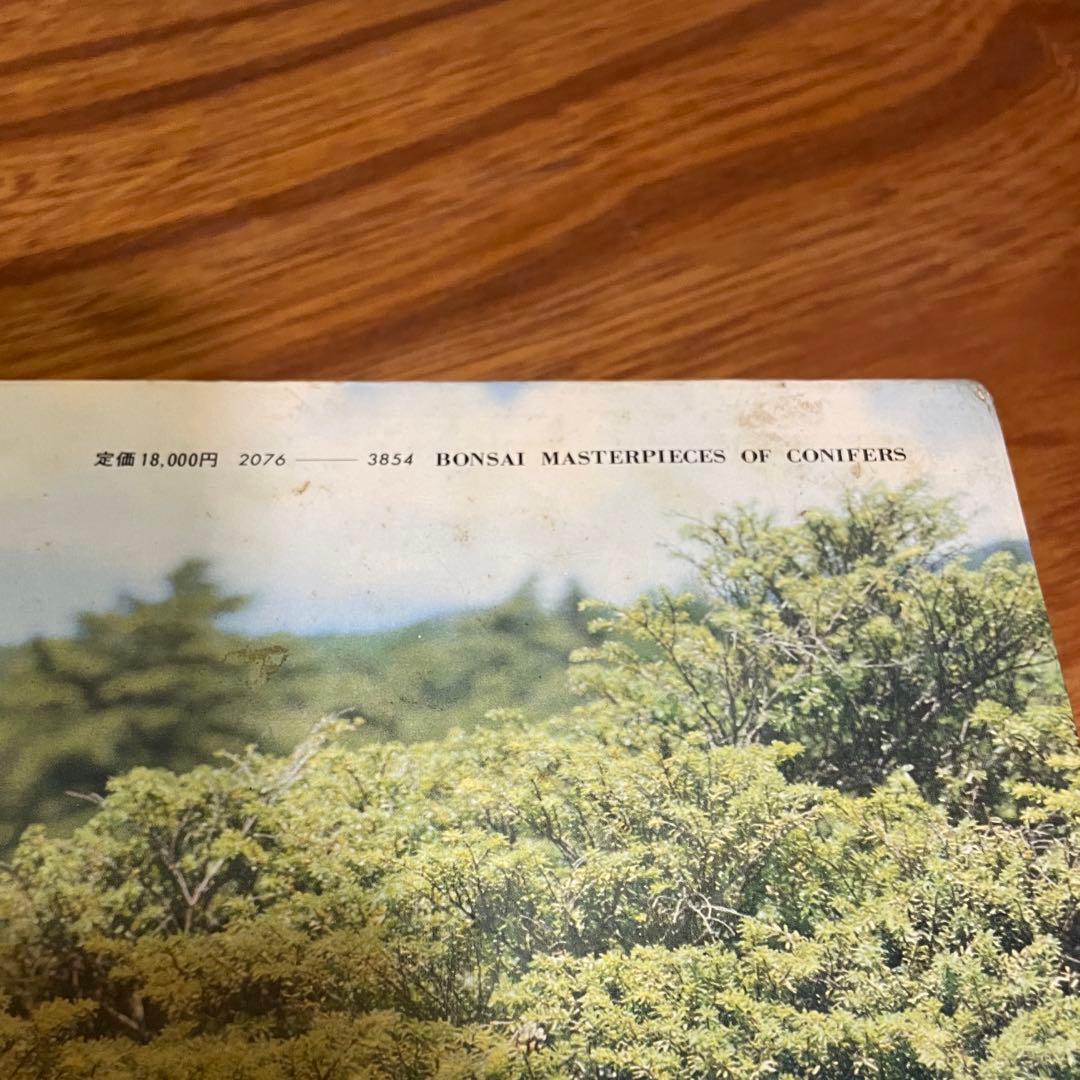 定価18,000円 2076 —— 3854 BONSAI MASTERPIECES OF CONIFERS